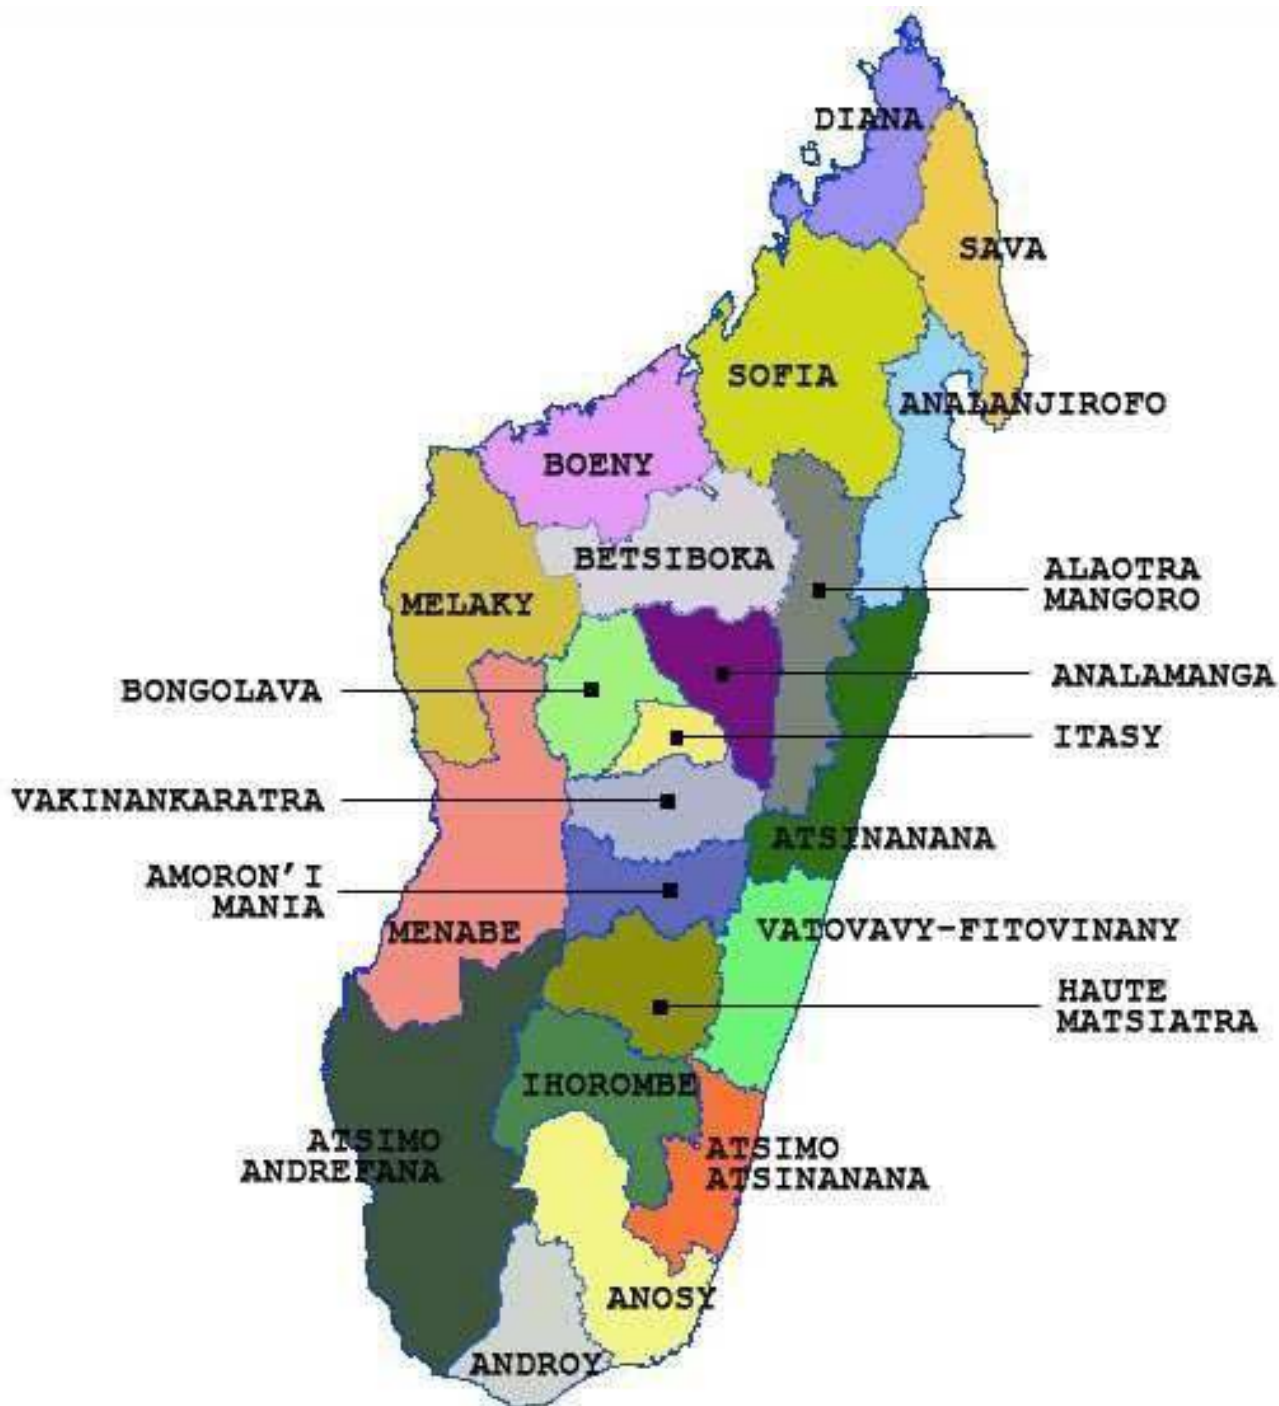 DIANA
SAVA
SOFIA
ANALANJIROFO
BOENY
BETSIBOKA
ALAOTRA
MANGORO
MELAKY
BONGOLAVA
ANALAMANGA
ITASY
VAKINANKARATRA
ATSINANANA
AMORON'I
MANIA
MENABE
VATOVAVY-FITOVINANY
HAUTE
MATSIATRA
IHOROMBE
ATSIMO
ANDREFANA
ATSIMO
ATSINANANA
ANOSY
ANDROY